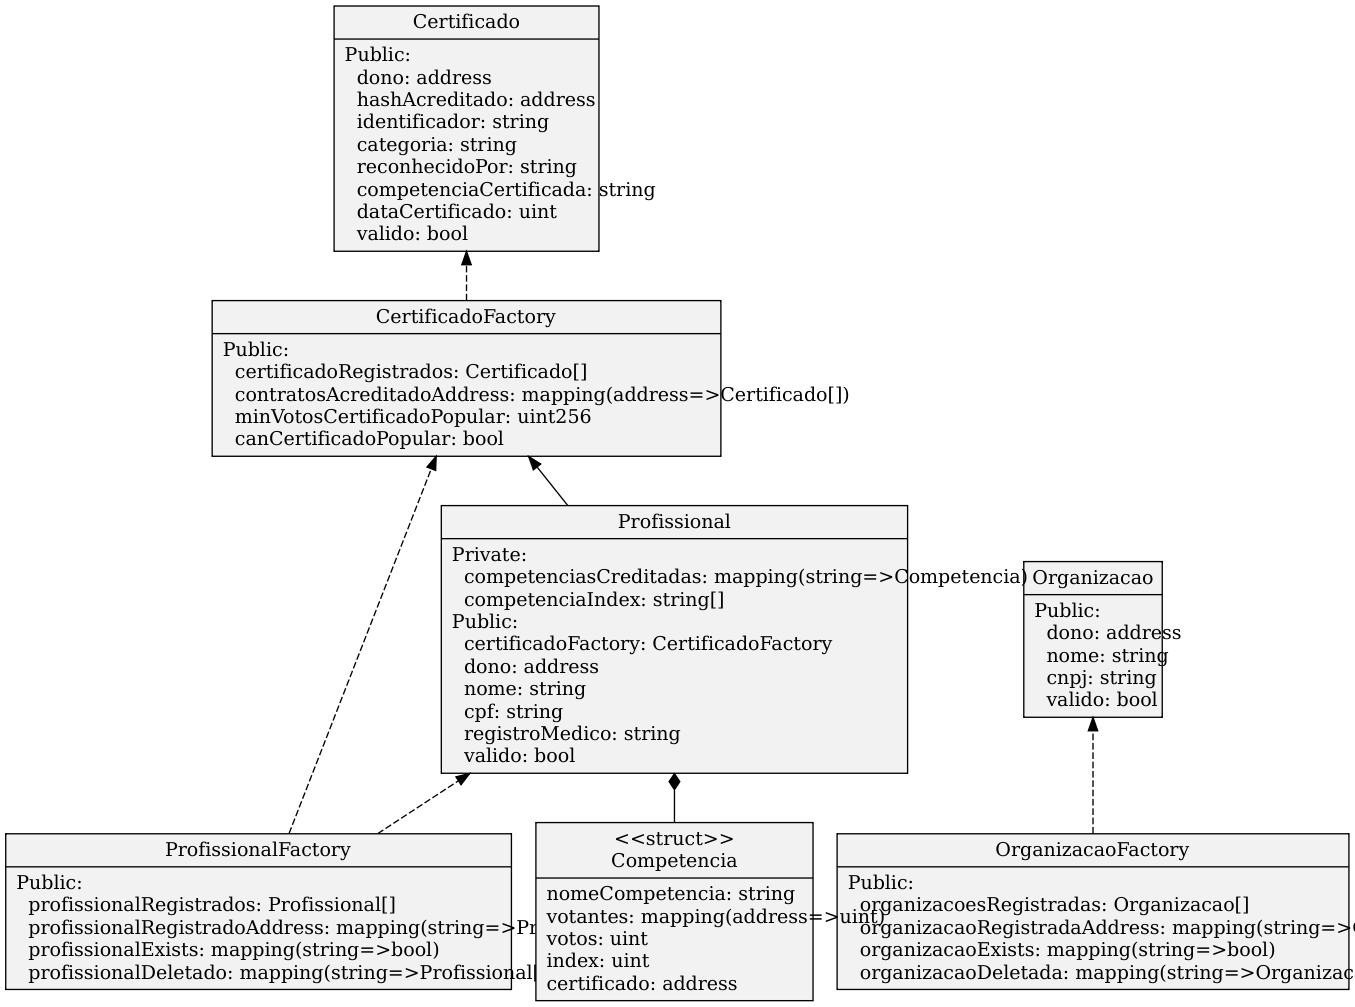 Certificado
Public:
dono: address
hashAcreditado: address
identificador: string
categoria: string
reconhecidoPor: string
competenciaCertificada: string
dataCertificado: uint
valido: bool
CertificadoFactory
Public:
certificadoRegistrados: Certificado[]
contratosAcreditadoAddress: mapping(address=>Certificado[])
minVotosCertificadoPopular: uint256
canCertificadoPopular: bool
Profissional
Private:
competenciasCreditadas: mapping(string=>Competencia)
competenciaIndex: string[]
Public:
certificadoFactory: CertificadoFactory
dono: address
nome: string
cpf: string
registroMedico: string
valido: bool
Organizacao
Public:
dono: address
nome: string
cnpj: string
valido: bool
ProfissionalFactory
Public:
profissionalRegistrados: Profissional[]
profissionalRegistradoAddress: mapping(string=>Pr
profissionalExists: mapping(string=>bool)
profissionalDeletado: mapping(string=>Profissional[
<<struct>>
Competencia
nomeCompetencia: string
votantes: mapping(address=>uint)
votos: uint
index: uint
certificado: address
OrganizacaoFactory
Public:
organizacoesRegistradas: Organizacao[]
organizacaoRegistradaAddress: mapping(string=>
organizacaoExists: mapping(string=>bool)
organizacaoDeletada: mapping(string=>Organizac